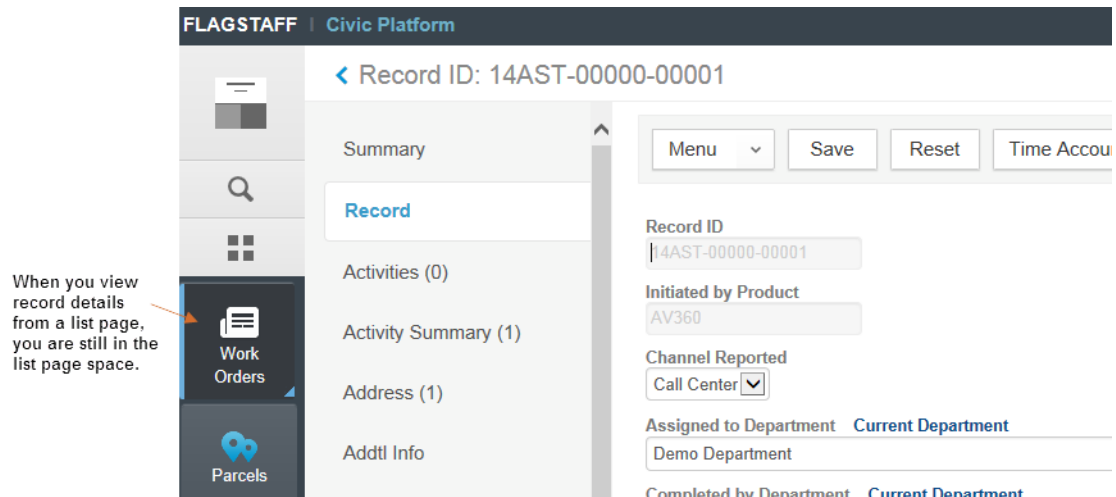 FLAGSTAFF | Civic Platform
Record ID: 14AST-00000-00001
When you view
record details
from a list page,
you are still in the
list page space.
Work
Orders
Parcels
Summary
Record
Activities (0)
Activity Summary (1)
Address (1)
Addtl Info
Menu Save Reset Time Accou
Record ID
14AST-00000-00001
Initiated by Product
AV360
Channel Reported
Call Center
Assigned to Department Current Department
Demo Department
Completed by Department Current Department